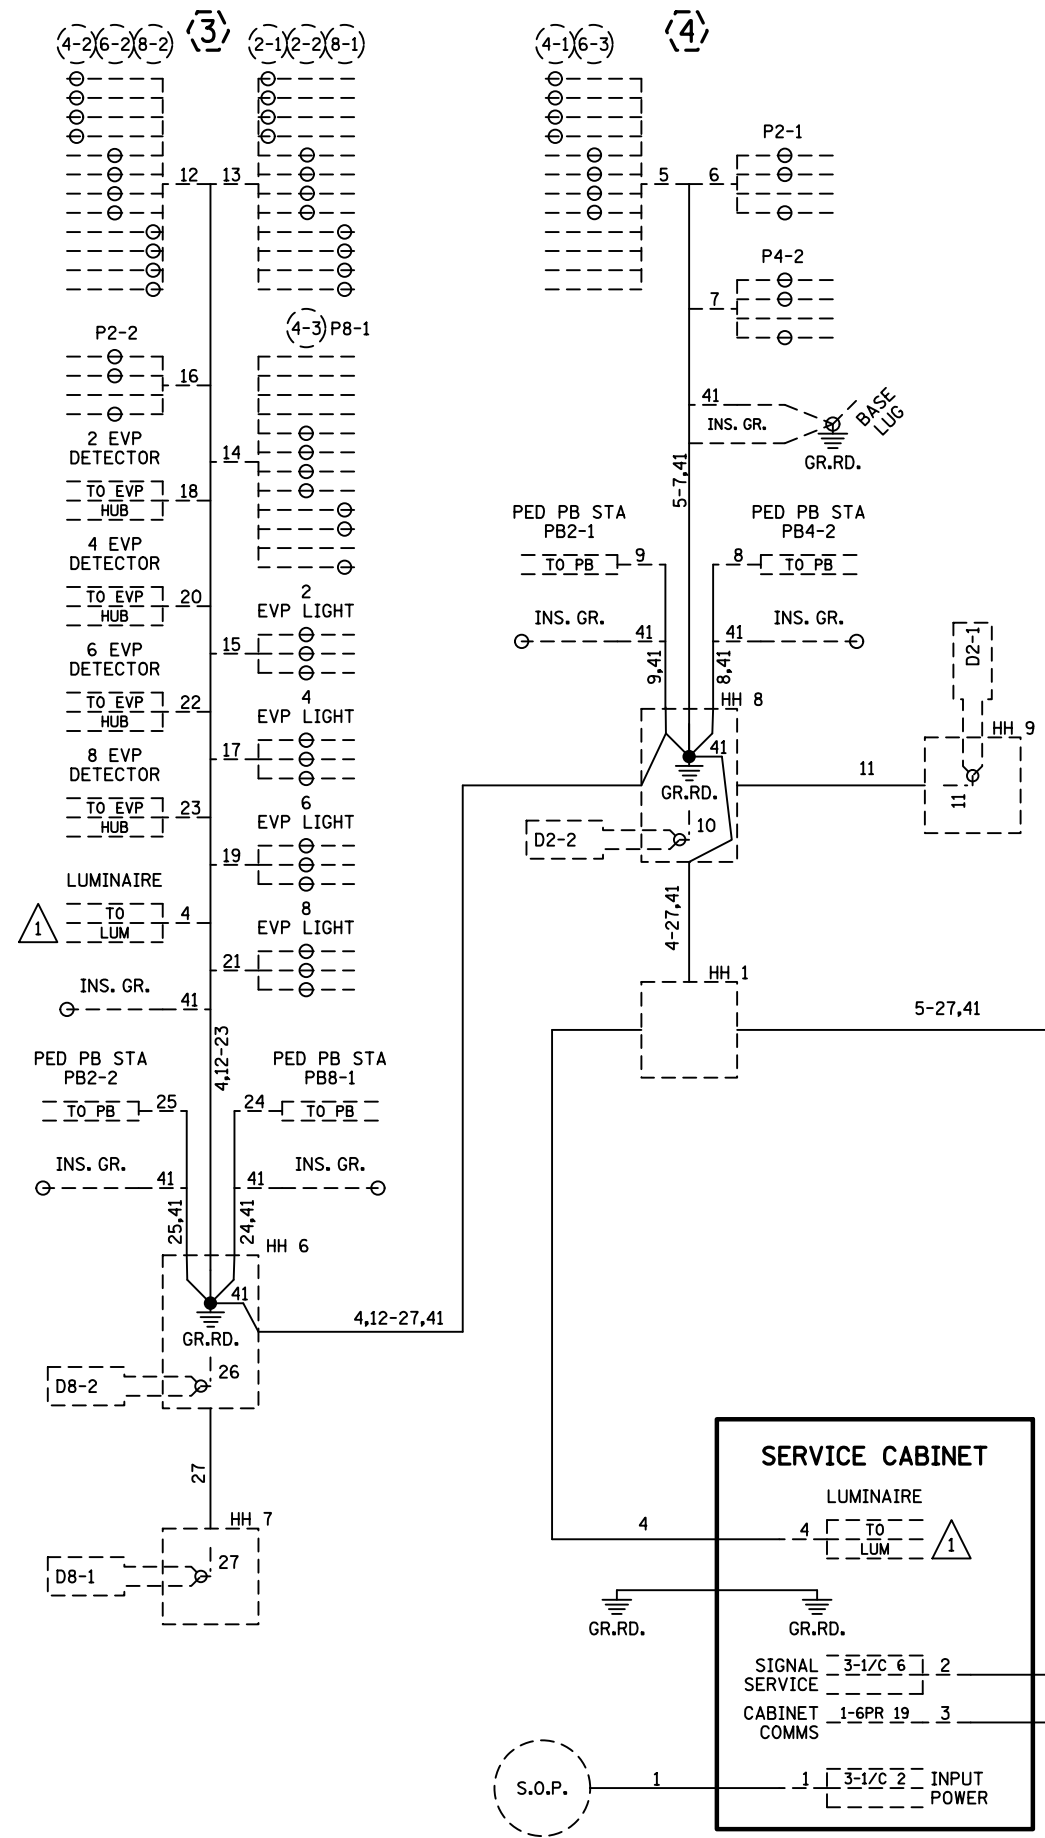 3
4-2 6-2 8-2
2-1 2-2 8-1
12 13
P2-2
16
4-3 P8-1
14
2 EVP
DETECTOR
TO EVP
HUB
18
4 EVP
DETECTOR
TO EVP
HUB
20
2
EVP LIGHT
15
6 EVP
DETECTOR
TO EVP
HUB
22
4
EVP LIGHT
17
8 EVP
DETECTOR
TO EVP
HUB
23
6
EVP LIGHT
19
LUMINAIRE
TO
LUM
4
1
8
EVP LIGHT
21
INS. GR.
41
4,12-23
PED PB STA
PB2-2
TO PB
25
PED PB STA
PB8-1
24
TO PB
INS. GR.
41
INS. GR.
41
25,41
24,41
HH 6
41
GR.RD.
4,12-27,41
26
D8-2
27
HH 7
27
D8-1
4
4-1 6-3
5 6
P2-1
P4-2
7
41
INS. GR.
BASE
LUG
GR.RD.
5-7,41
PED PB STA
PB2-1
TO PB
9
PED PB STA
PB4-2
8
TO PB
INS. GR.
41
INS. GR.
41
9,41
8,41
HH 8
41
GR.RD.
10
D2-2
11
D2-1
HH 9
11
4-27,41
HH 1
5-27,41
SERVICE CABINET
LUMINAIRE
4
4
TO
LUM
1
GR.RD.
GR.RD.
SIGNAL
SERVICE
3-1/C 6
2
CABINET
COMMS
1-6PR 19
3
S.O.P.
1
1
3-1/C 2
INPUT
POWER